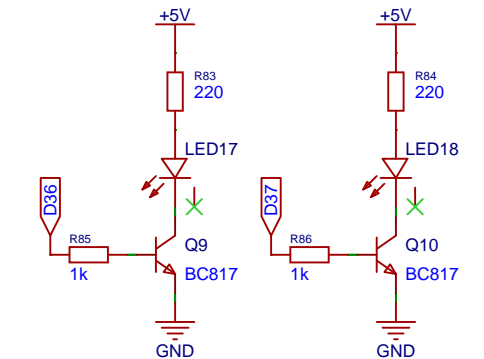 +5V
R83
220
LED17
D36
R85
1k
Q9
BC817
GND
+5V
R84
220
LED18
D37
R86
1k
Q10
BC817
GND